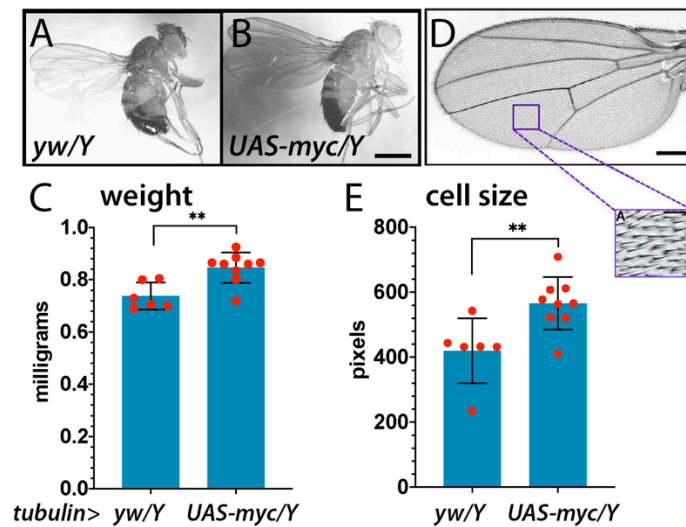 A
yw/Y
B
UAS-myc/Y
C weight
**
milligrams
1.0
0.8
0.6
0.4
0.2
0.0
tubulin> yw/Y UAS-myc/Y
D
A
E cell size
**
pixels
800
600
400
200
0
yw/Y UAS-myc/Y